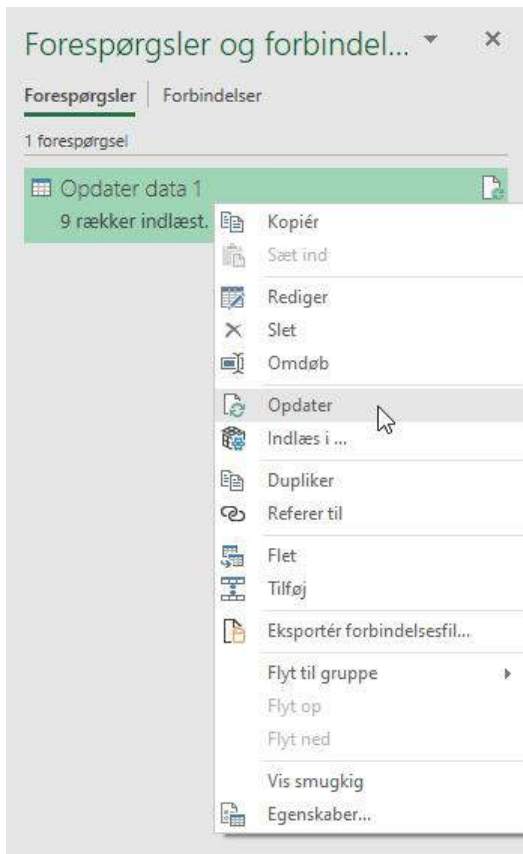 Forespørgsler og forbindel...
Forespørgsler Forbindelser
1 forespørgsel
Opdater data 1
9 rækker indlæst.
Kopiér
Sæt ind
Rediger
Slet
Omdøb
Opdater
Indlæs i ...
Dupliker
Referer til
Flet
Tilføj
Eksportér forbindelsesfil...
Flyt til gruppe
Flyt op
Flyt ned
Vis smugkig
Egenskaber...